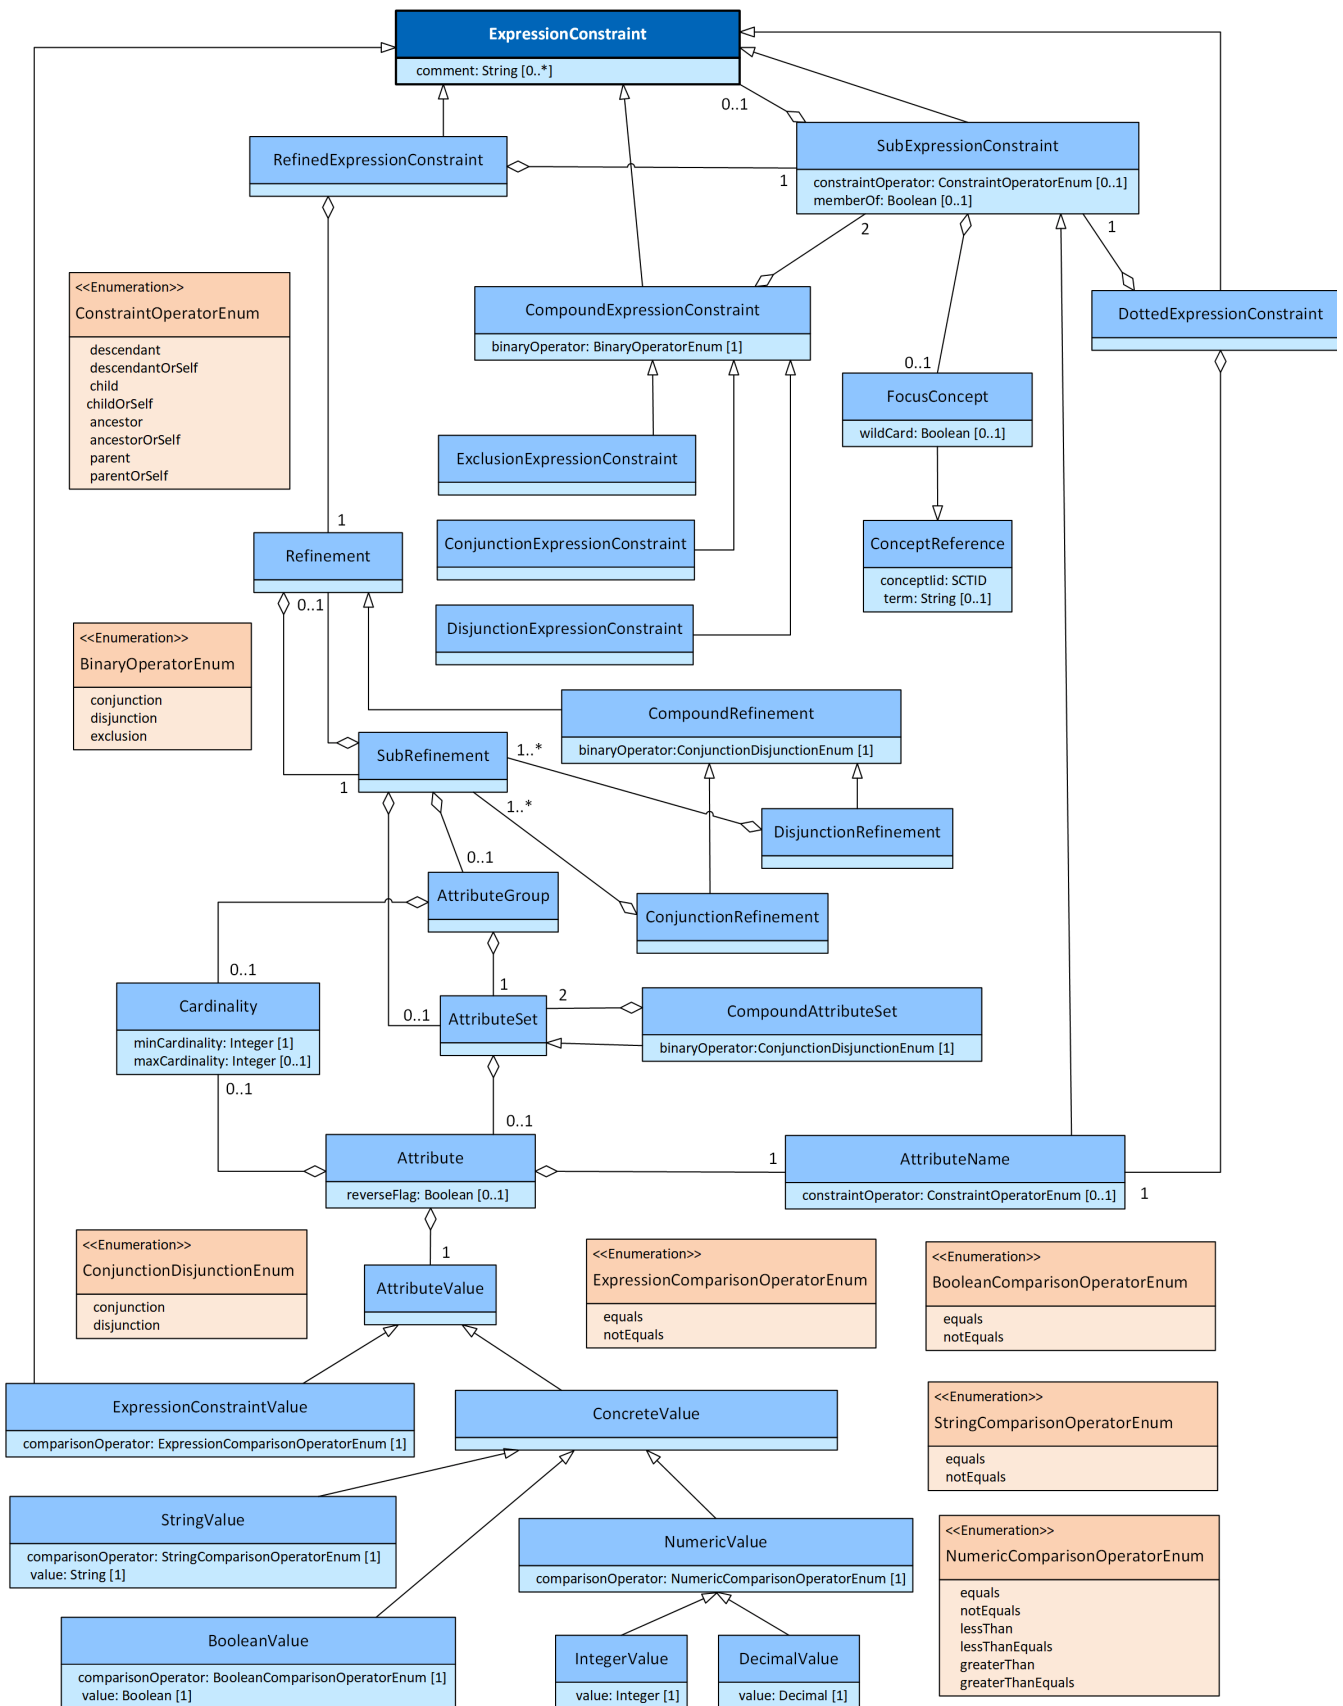 ExpressionConstraint
comment: String [0..*]
0..1
RefinedExpressionConstraint
SubExpressionConstraint
constraintOperator: ConstraintOperatorEnum [0..1]
memberOf: Boolean [0..1]
1
2
1
<<Enumeration>>
ConstraintOperatorEnum
descendant
descendantOrSelf
child
childOrSelf
ancestor
ancestorOrSelf
parent
parentOrSelf
CompoundExpressionConstraint
binaryOperator: BinaryOperatorEnum [1]
DottedExpressionConstraint
0..1
FocusConcept
wildCard: Boolean [0..1]
ExclusionExpressionConstraint
ConjunctionExpressionConstraint
DisjunctionExpressionConstraint
ConceptReference
conceptIid: SCTID
term: String [0..1]
1
Refinement
0..1
<<Enumeration>>
BinaryOperatorEnum
conjunction
disjunction
exclusion
CompoundRefinement
binaryOperator:ConjunctionDisjunctionEnum [1]
SubRefinement
1..*
1
1..*
DisjunctionRefinement
0..1
AttributeGroup
ConjunctionRefinement
0..1
Cardinality
minCardinality: Integer [1]
maxCardinality: Integer [0..1]
0..1
1
0..1
AttributeSet
2
CompoundAttributeSet
binaryOperator:ConjunctionDisjunctionEnum [1]
0..1
Attribute
reverseFlag: Boolean [0..1]
1
AttributeName
constraintOperator: ConstraintOperatorEnum [0..1]
1
<<Enumeration>>
ConjunctionDisjunctionEnum
conjunction
disjunction
1
AttributeValue
<<Enumeration>>
ExpressionComparisonOperatorEnum
equals
notEquals
<<Enumeration>>
BooleanComparisonOperatorEnum
equals
notEquals
ExpressionConstraintValue
comparisonOperator: ExpressionComparisonOperatorEnum [1]
ConcreteValue
<<Enumeration>>
StringComparisonOperatorEnum
equals
notEquals
StringValue
comparisonOperator: StringComparisonOperatorEnum [1]
value: String [1]
NumericValue
comparisonOperator: NumericComparisonOperatorEnum [1]
<<Enumeration>>
NumericComparisonOperatorEnum
equals
notEquals
lessThan
lessThanEquals
greaterThan
greaterThanEquals
BooleanValue
comparisonOperator: BooleanComparisonOperatorEnum [1]
value: Boolean [1]
IntegerValue
value: Integer [1]
DecimalValue
value: Decimal [1]